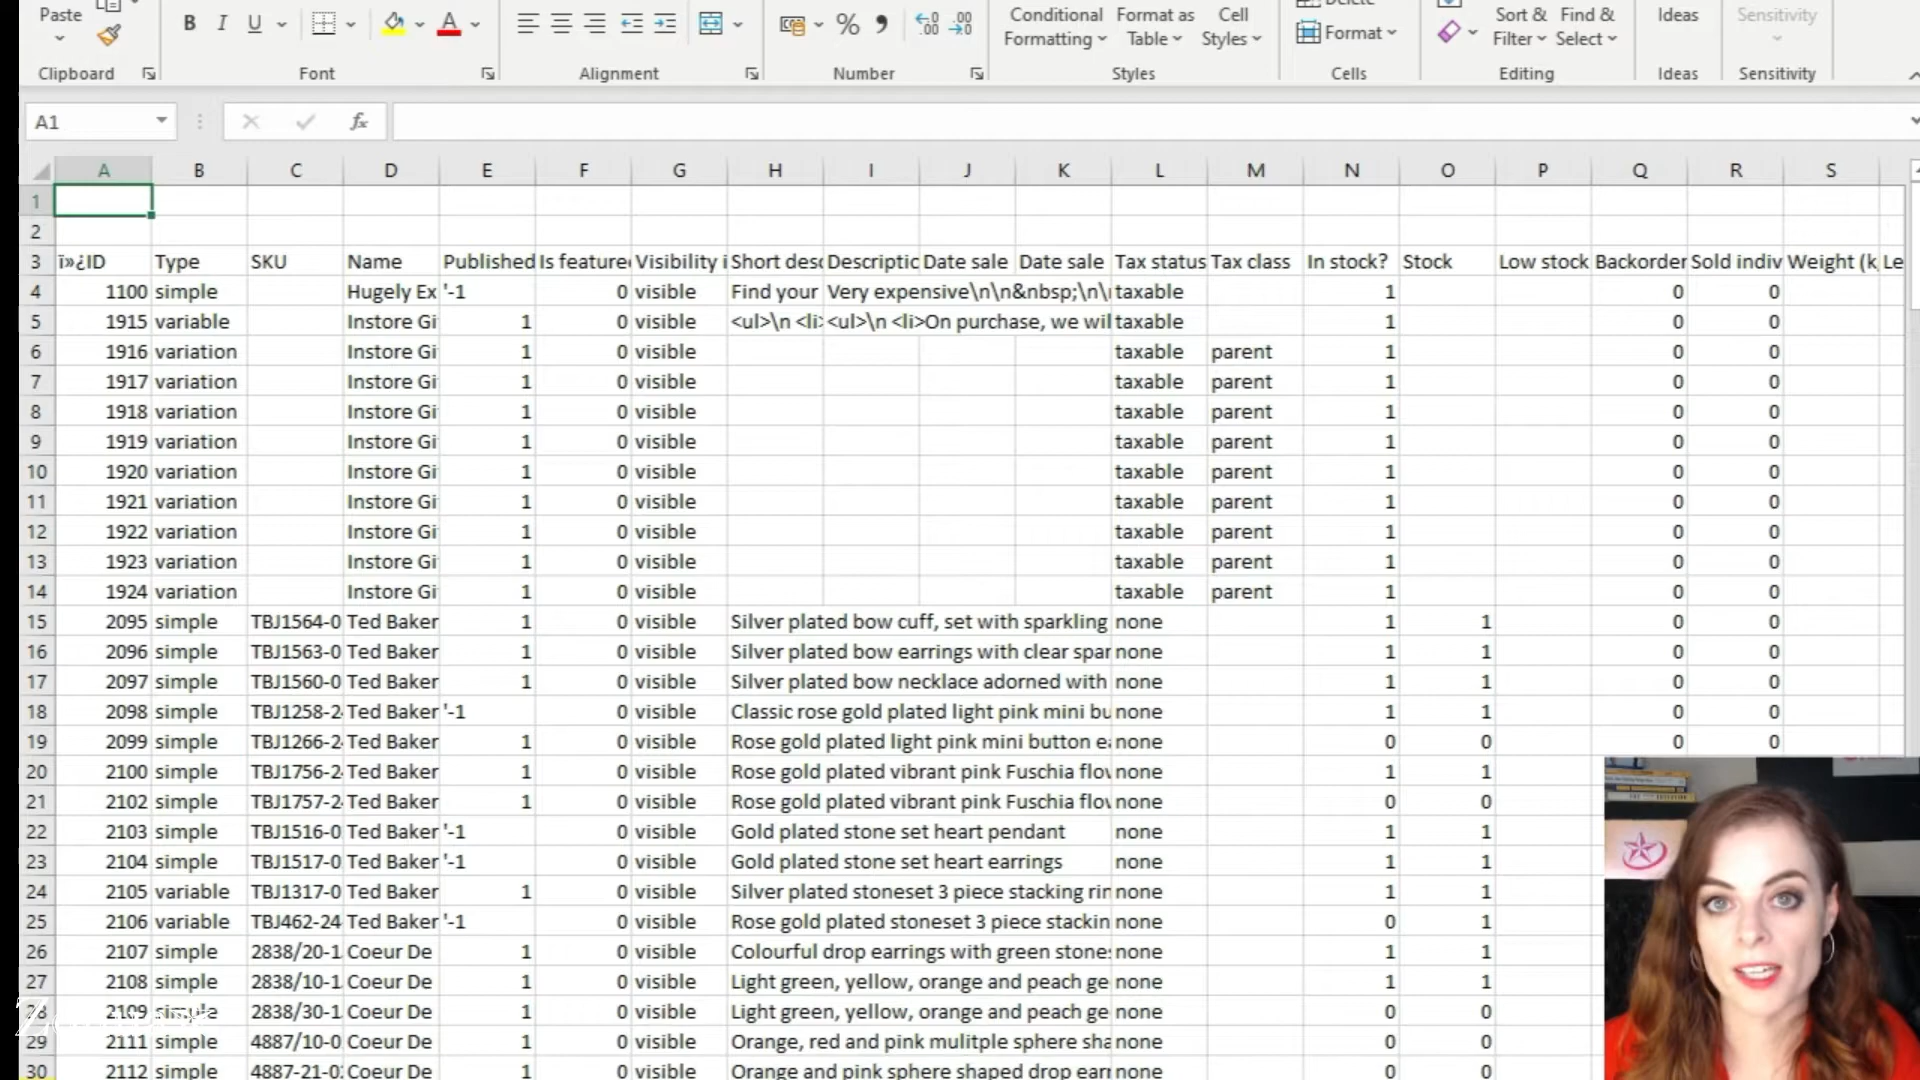 Paste
B I U A % , Conditional Format as Cell Sort & Find & Ideas Sensitivity
Formatting Table Styles Format Filter Select
Clipboard Font Alignment Number Styles Cells Editing Ideas Sensitivity
A1 fx
A B C D E F G H I J K L M N O P Q R S
1
2
3 ï»¿ID Type SKU Name Published Is feature Visibility i Short desc Descriptic Date sale Date sale Tax status Tax class In stock? Stock Low stock Backorder Sold indiv Weight (k Le
4 1100 simple Hugely Ex '-1 0 visible Find your Very expensive\n\n&nbsp;\n\ taxable 1 0 0
5 1915 variable Instore Gi 1 0 visible <ul>\n <li> <ul>\n <li>On purchase, we wil taxable 1 0 0
6 1916 variation Instore Gi 1 0 visible taxable parent 1 0 0
7 1917 variation Instore Gi 1 0 visible taxable parent 1 0 0
8 1918 variation Instore Gi 1 0 visible taxable parent 1 0 0
9 1919 variation Instore Gi 1 0 visible taxable parent 1 0 0
10 1920 variation Instore Gi 1 0 visible taxable parent 1 0 0
11 1921 variation Instore Gi 1 0 visible taxable parent 1 0 0
12 1922 variation Instore Gi 1 0 visible taxable parent 1 0 0
13 1923 variation Instore Gi 1 0 visible taxable parent 1 0 0
14 1924 variation Instore Gi 1 0 visible taxable parent 1 0 0
15 2095 simple TBJ1564-0 Ted Baker 1 0 visible Silver plated bow cuff, set with sparkling none 1 1 0 0
16 2096 simple TBJ1563-0 Ted Baker 1 0 visible Silver plated bow earrings with clear spar none 1 1 0 0
17 2097 simple TBJ1560-0 Ted Baker 1 0 visible Silver plated bow necklace adorned with none 1 1 0 0
18 2098 simple TBJ1258-2 Ted Baker '-1 0 visible Classic rose gold plated light pink mini bu none 1 1 0 0
19 2099 simple TBJ1266-2 Ted Baker 1 0 visible Rose gold plated light pink mini button ea none 0 0 0 0
20 2100 simple TBJ1756-2 Ted Baker 1 0 visible Rose gold plated vibrant pink Fuschia flov none 1 1
21 2102 simple TBJ1757-2 Ted Baker 1 0 visible Rose gold plated vibrant pink Fuschia flov none 0 0
22 2103 simple TBJ1516-0 Ted Baker '-1 0 visible Gold plated stone set heart pendant none 1 1
23 2104 simple TBJ1517-0 Ted Baker '-1 0 visible Gold plated stone set heart earrings none 1 1
24 2105 variable TBJ1317-0 Ted Baker 1 0 visible Silver plated stoneset 3 piece stacking rin none 1 1
25 2106 variable TBJ462-24 Ted Baker '-1 0 visible Rose gold plated stoneset 3 piece stackin none 0 1
26 2107 simple 2838/20-1 Coeur De 1 0 visible Colourful drop earrings with green stone none 1 1
27 2108 simple 2838/10-1 Coeur De 1 0 visible Light green, yellow, orange and peach ge none 1 1
28 2109 simple 2838/30-1 Coeur De 1 0 visible Light green, yellow, orange and peach ge none 0 0
29 2111 simple 4887/10-0 Coeur De 1 0 visible Orange, red and pink mulitple sphere sha none 0 0
30 2112 simple 4887-21-0 Coeur De 1 0 visible Orange and pink sphere shaped drop earr none 0 0